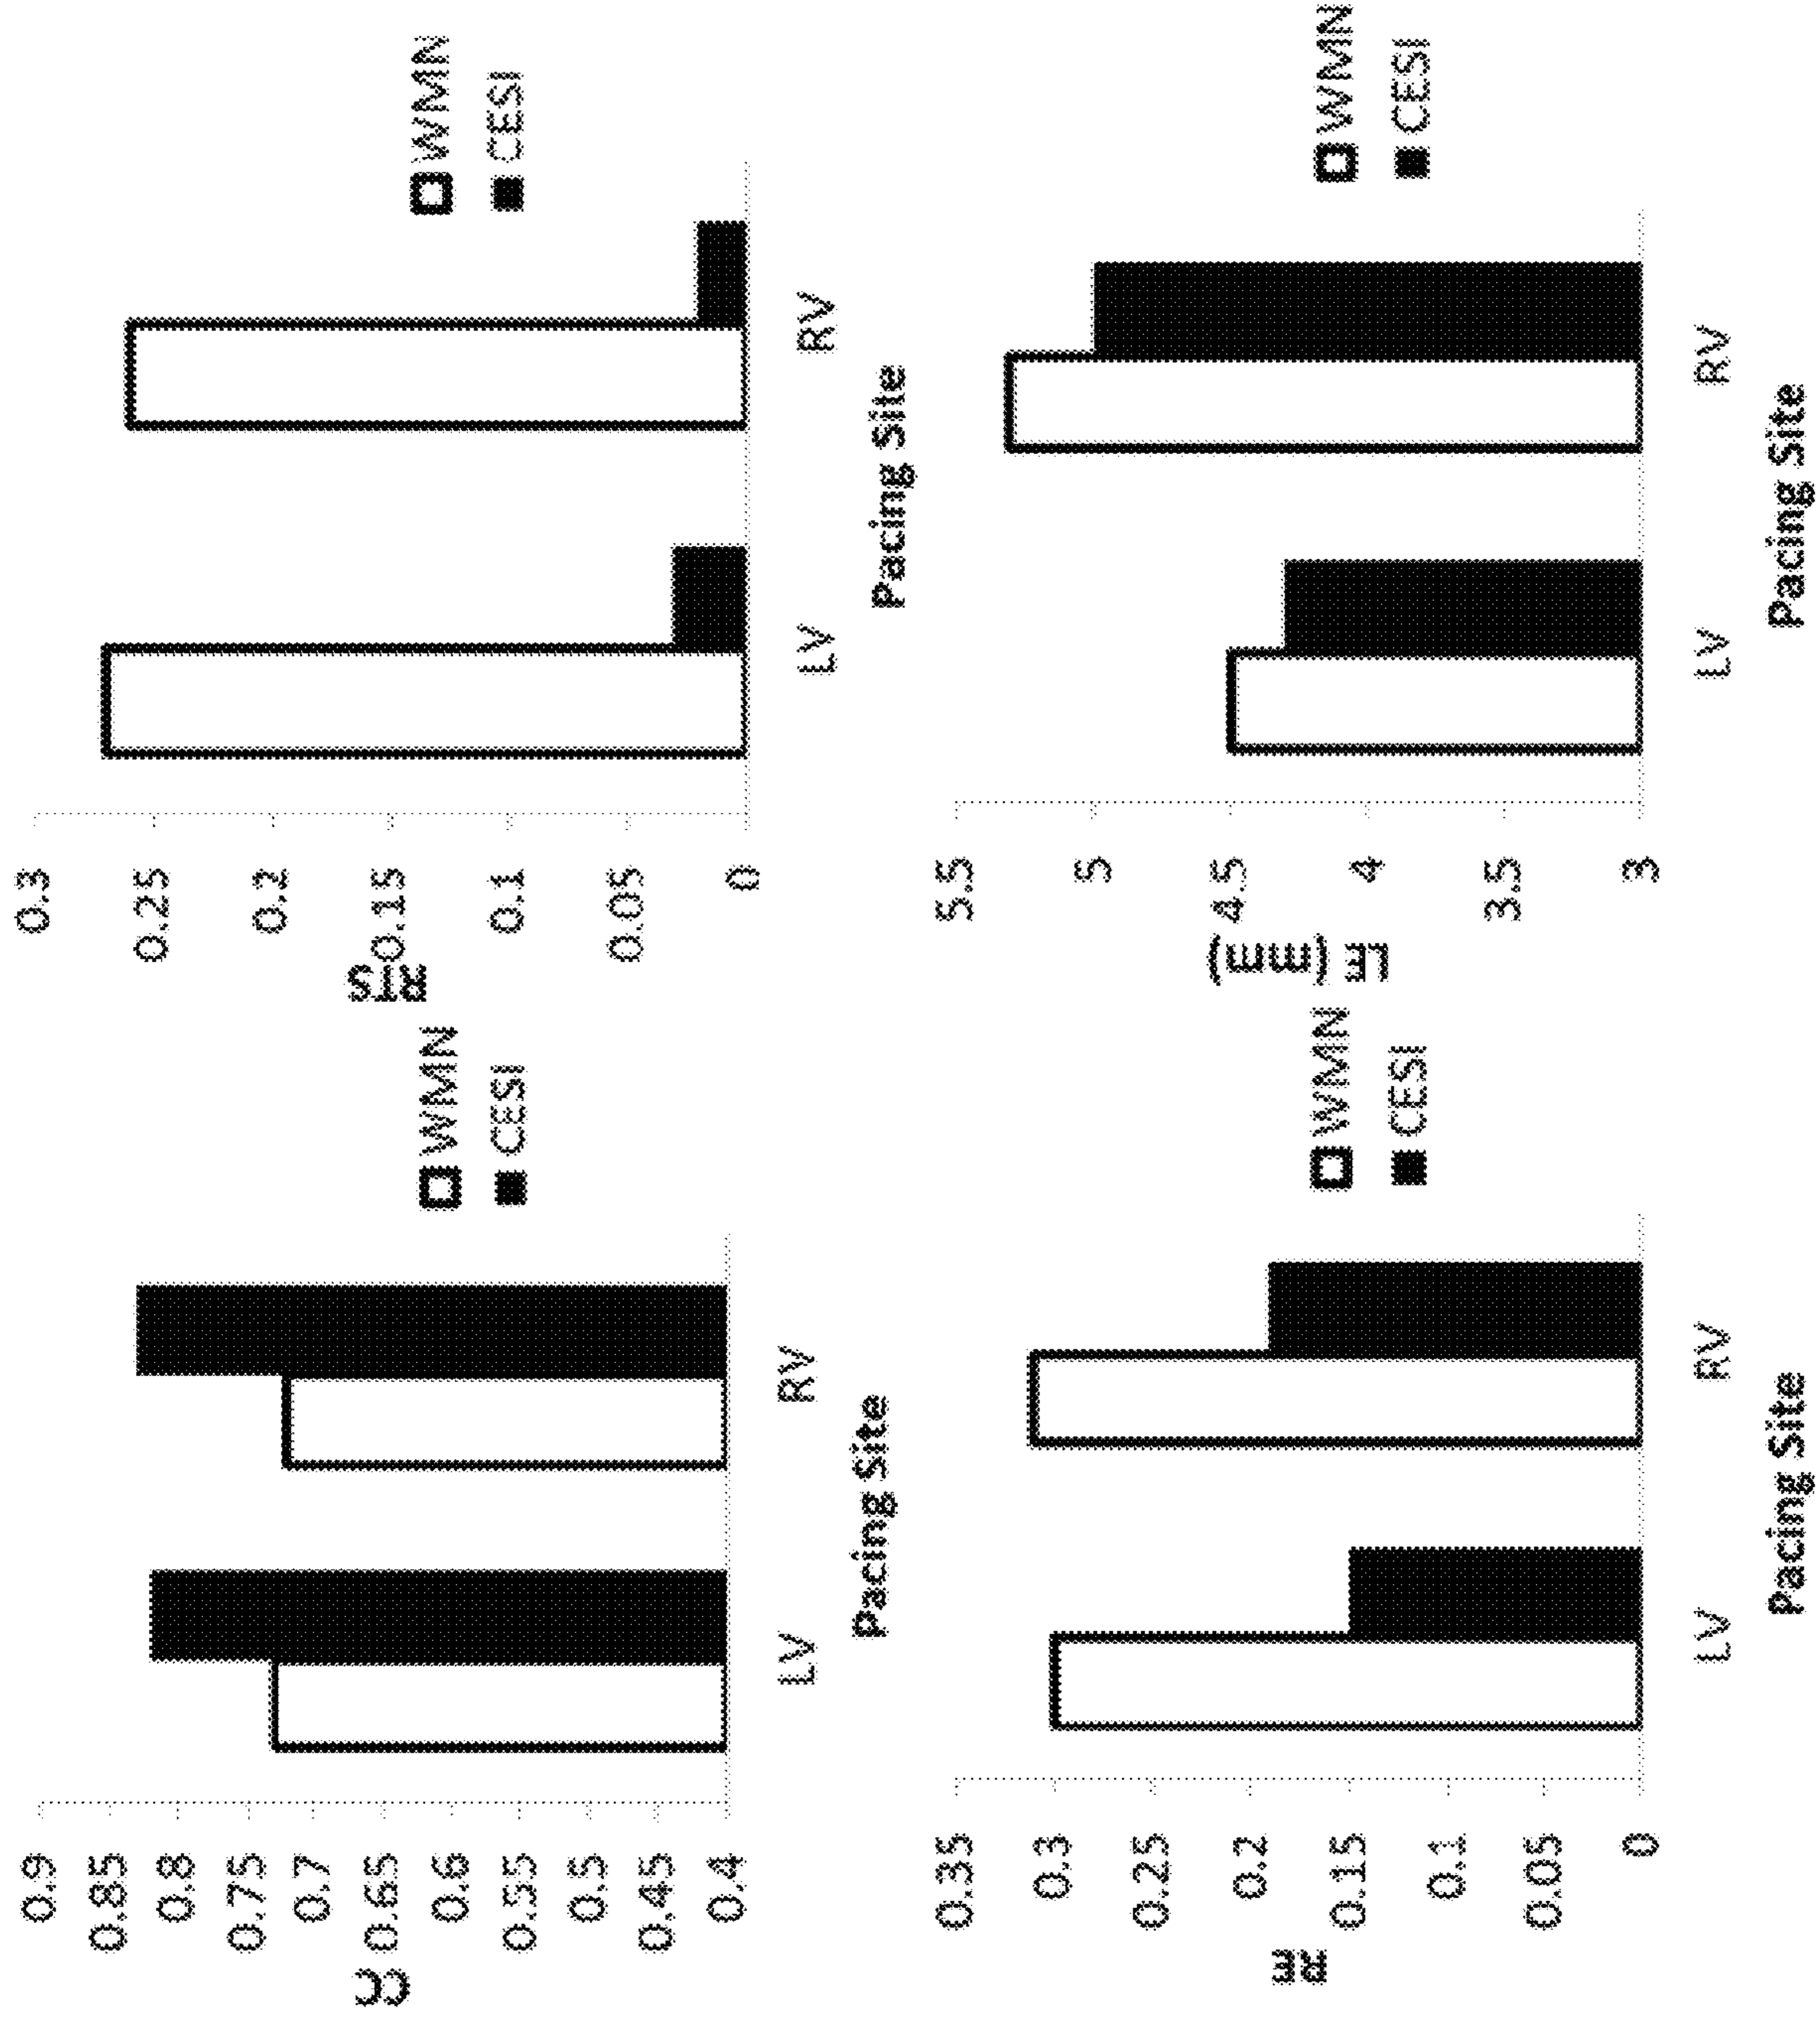 CC
0.9
0.85
0.8
0.75
0.7
0.65
0.6
0.55
0.5
0.45
0.4
LV
RV
Pacing Site
WMN
CESI
RTS
0.3
0.25
0.2
0.15
0.1
0.05
0
LV
RV
Pacing Site
WMN
CESI
RE
0.35
0.3
0.25
0.2
0.15
0.1
0.05
0
LV
RV
Pacing Site
WMN
CESI
LE (mm)
5.5
5
4.5
4
3.5
3
LV
RV
Pacing Site
WMN
CESI